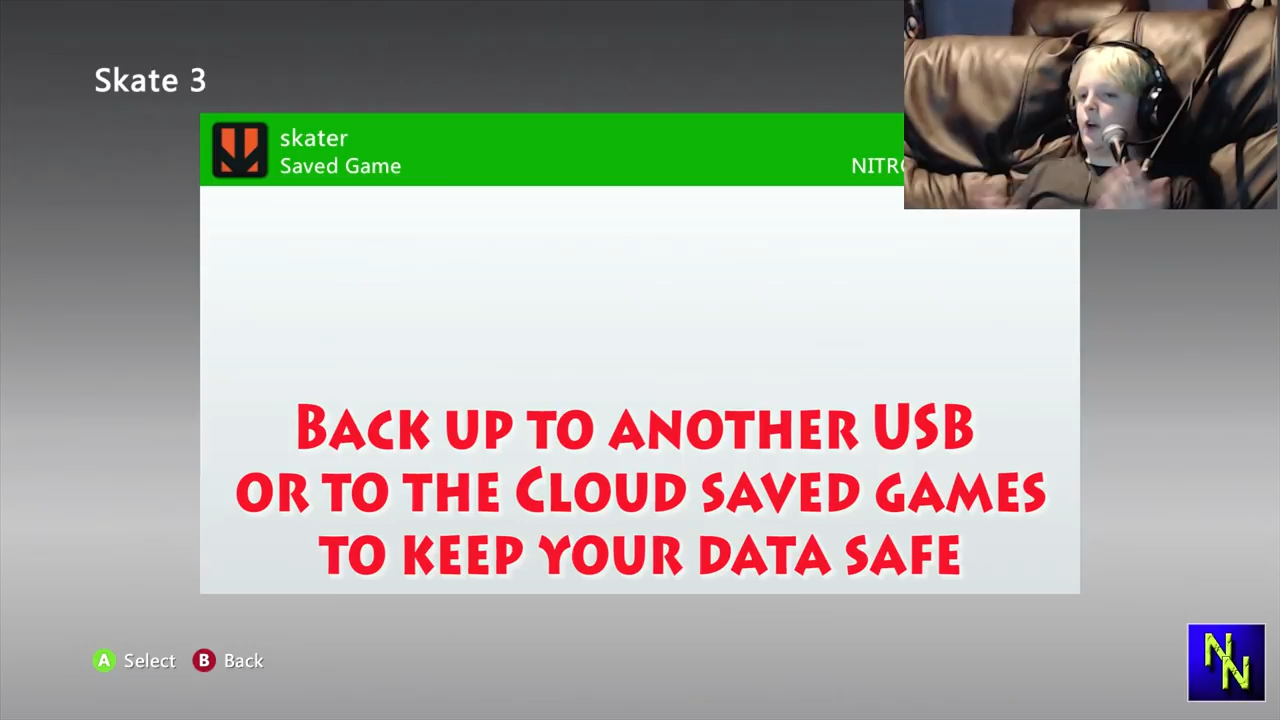 Skate 3
skater
Saved Game
NITRO
BACK UP TO ANOTHER USB
OR TO THE CLOUD SAVED GAMES
TO KEEP YOUR DATA SAFE
A Select B Back
N
N